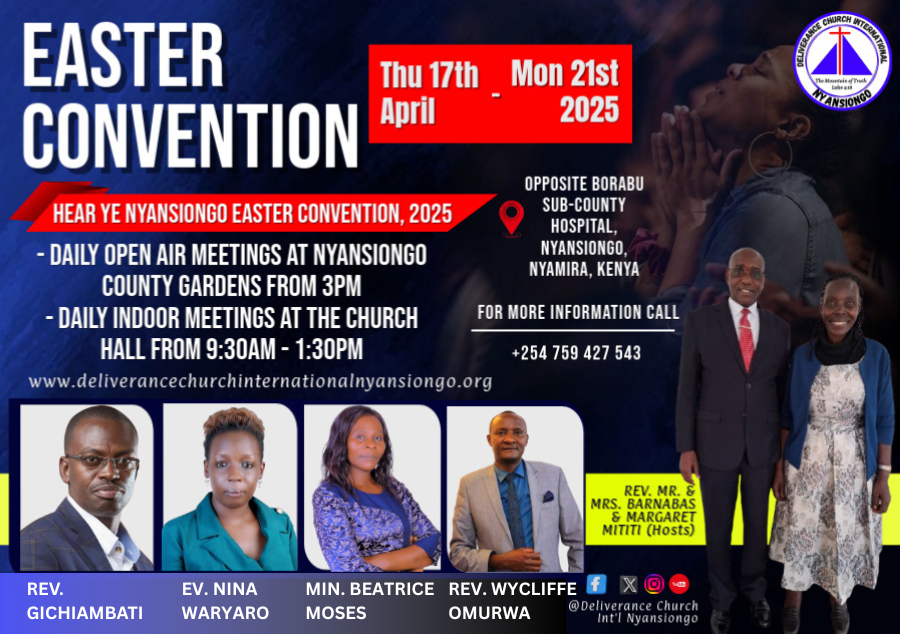 EASTER
CONVENTION
Thu 17th
April
-
Mon 21st
2025
DELIVERANCE CHURCH INTERNATIONAL
The Mountain of Truth
Luke 4:18
NYANSIONGO
HEAR YE NYANSIONGO EASTER CONVENTION, 2025
- DAILY OPEN AIR MEETINGS AT NYANSIONGO
COUNTY GARDENS FROM 3PM
- DAILY INDOOR MEETINGS AT THE CHURCH
HALL FROM 9:30AM - 1:30PM
www.deliverancechurchinternationalnyansiongo.org
OPPOSITE BORABU
SUB-COUNTY
HOSPITAL,
NYANSIONGO,
NYAMIRA, KENYA
FOR MORE INFORMATION CALL
+254 759 427 543
REV. MR. &
MRS. BARNABAS
& MARGARET
MITITI (Hosts)
REV.
GICHIAMBATI
EV. NINA
WARYARO
MIN. BEATRICE
MOSES
REV. WYCLIFFE
OMURWA
@Deliverance Church
Int'l Nyansiongo